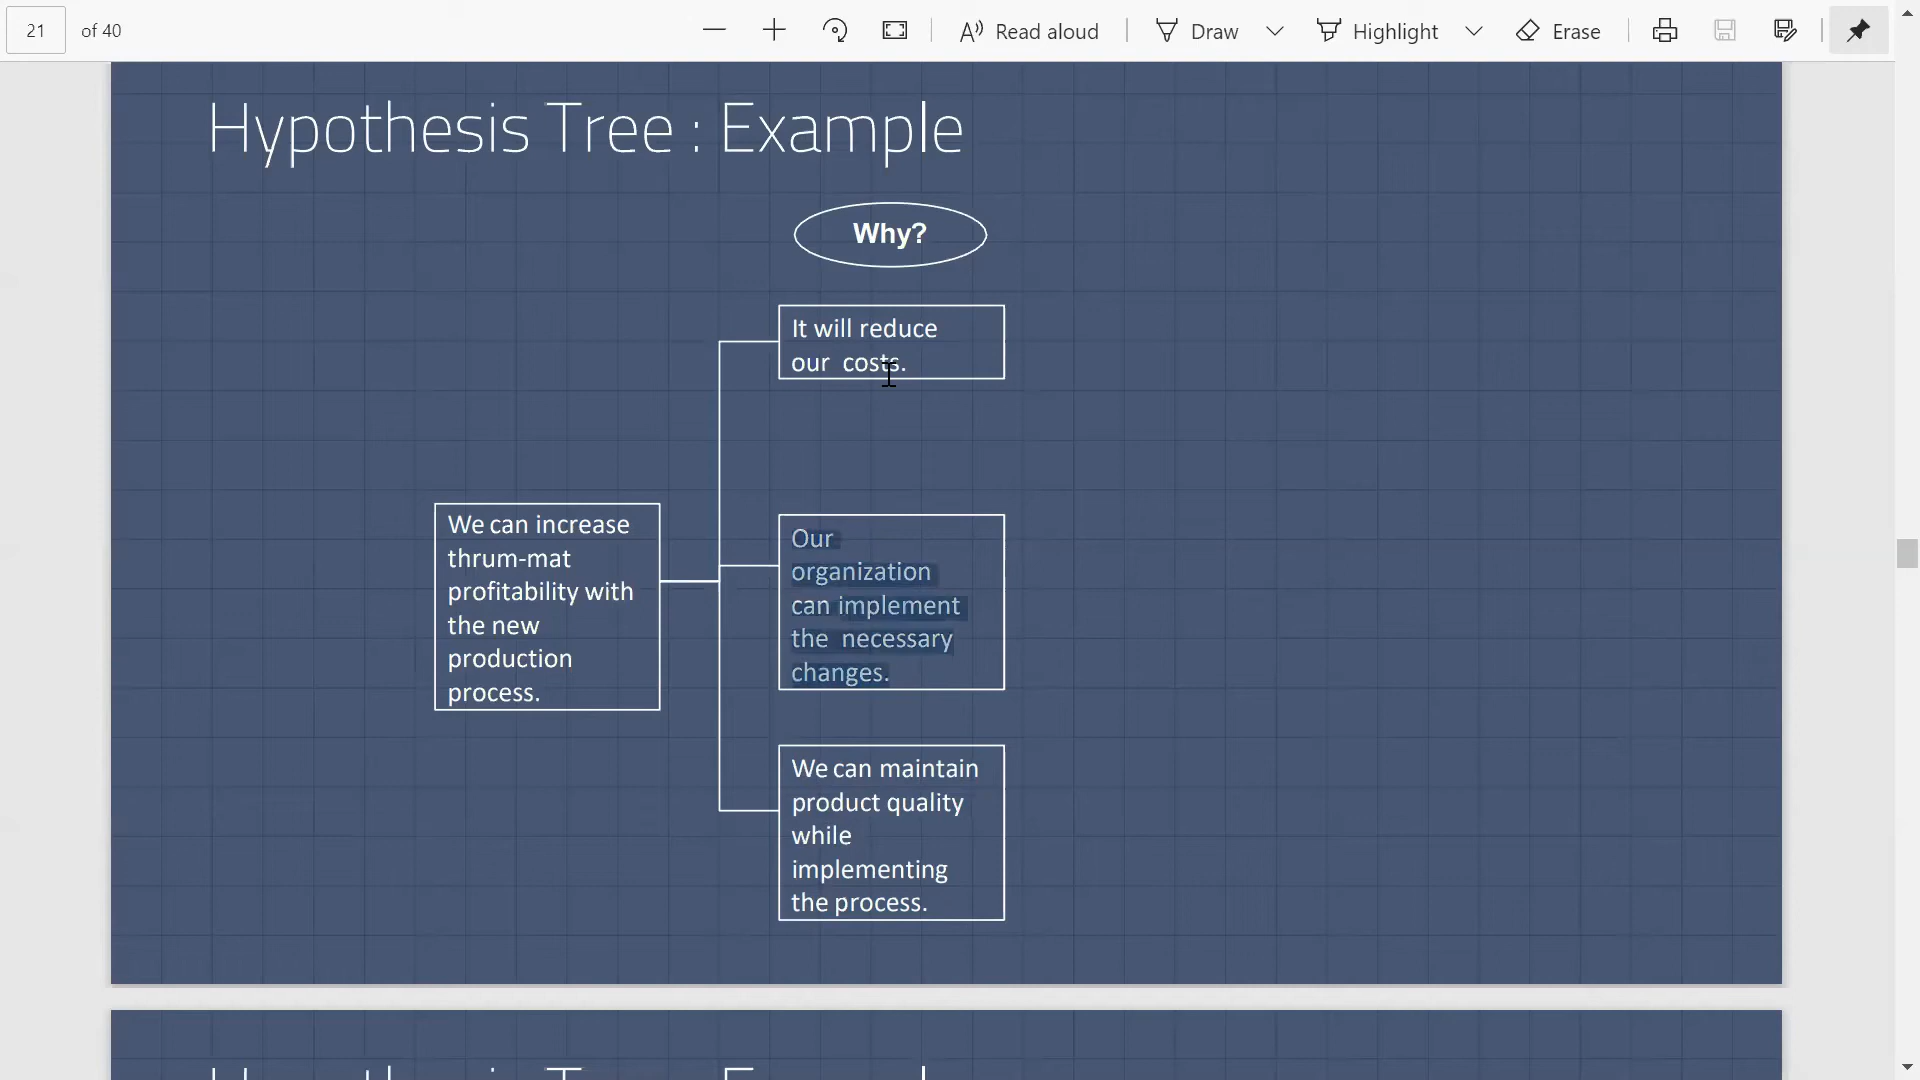 21 of 40
Read aloud
Draw
Highlight
Erase
Hypothesis Tree : Example
Why?
It will reduce
our costs.
We can increase
thrum-mat
profitability with
the new
production
process.
Our
organization
can implement
the necessary
changes.
We can maintain
product quality
while
implementing
the process.